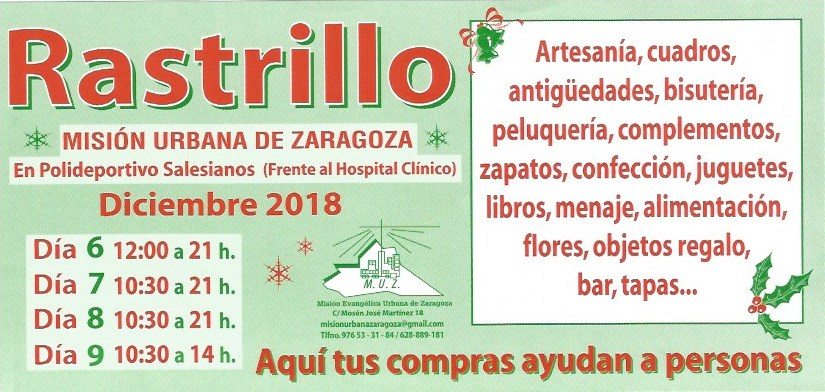 Rastrillo
MISIÓN URBANA DE ZARAGOZA
En Polideportivo Salesianos (Frente al Hospital Clínico)
Diciembre 2018
Día 6 12:00 a 21 h.
Día 7 10:30 a 21 h.
Día 8 10:30 a 21 h.
Día 9 10:30 a 14 h.
M. U. Z.
Misión Evangélica Urbana de Zaragoza
C/ Mosén José Martínez 18
misionurbanazaragoza@gmail.com
Tlfno. 976 53 - 31 - 84 / 628-889-181
Artesanía, cuadros,
antigüedades, bisutería,
peluquería, complementos,
zapatos, confección, juguetes,
libros, menaje, alimentación,
flores, objetos regalo,
bar, tapas...
Aquí tus compras ayudan a personas